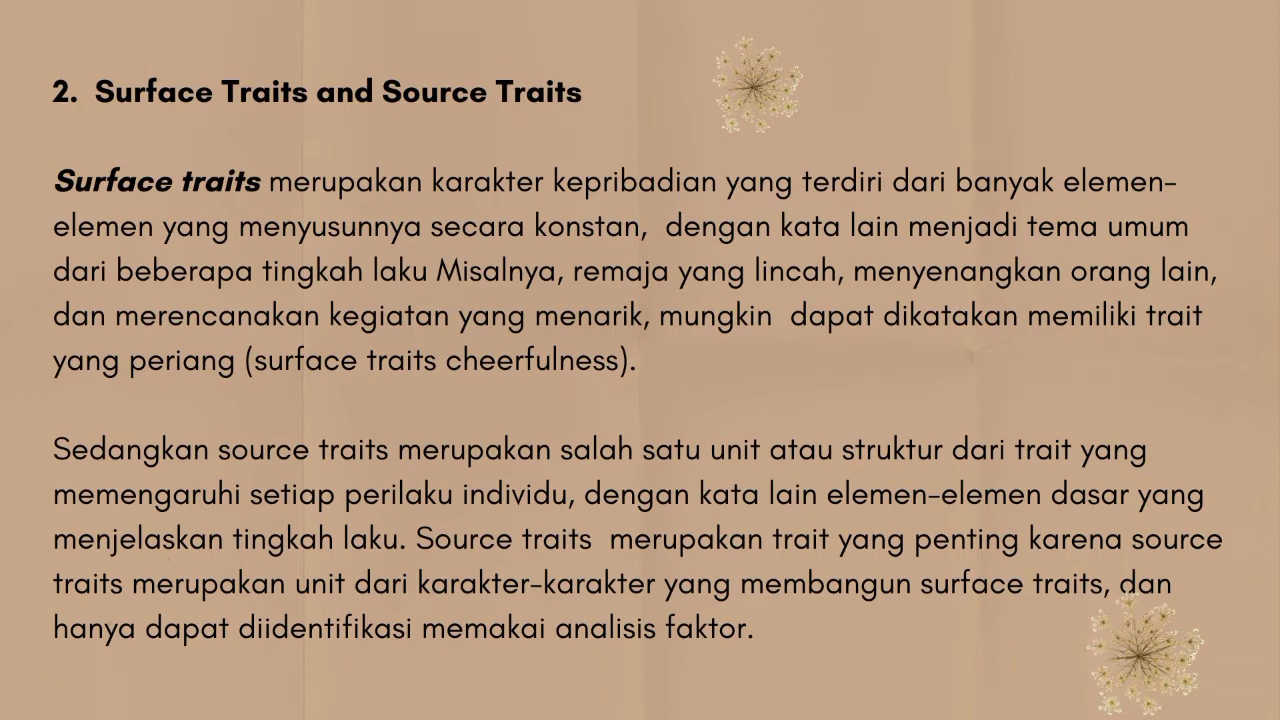 2. Surface Traits and Source Traits
Surface traits merupakan karakter kepribadian yang terdiri dari banyak elemen-
elemen yang menyusunnya secara konstan, dengan kata lain menjadi tema umum
dari beberapa tingkah laku Misalnya, remaja yang lincah, menyenangkan orang lain,
dan merencanakan kegiatan yang menarik, mungkin dapat dikatakan memiliki trait
yang periang (surface traits cheerfulness).
Sedangkan source traits merupakan salah satu unit atau struktur dari trait yang
memengaruhi setiap perilaku individu, dengan kata lain elemen-elemen dasar yang
menjelaskan tingkah laku. Source traits merupakan trait yang penting karena source
traits merupakan unit dari karakter-karakter yang membangun surface traits, dan
hanya dapat diidentifikasi memakai analisis faktor.